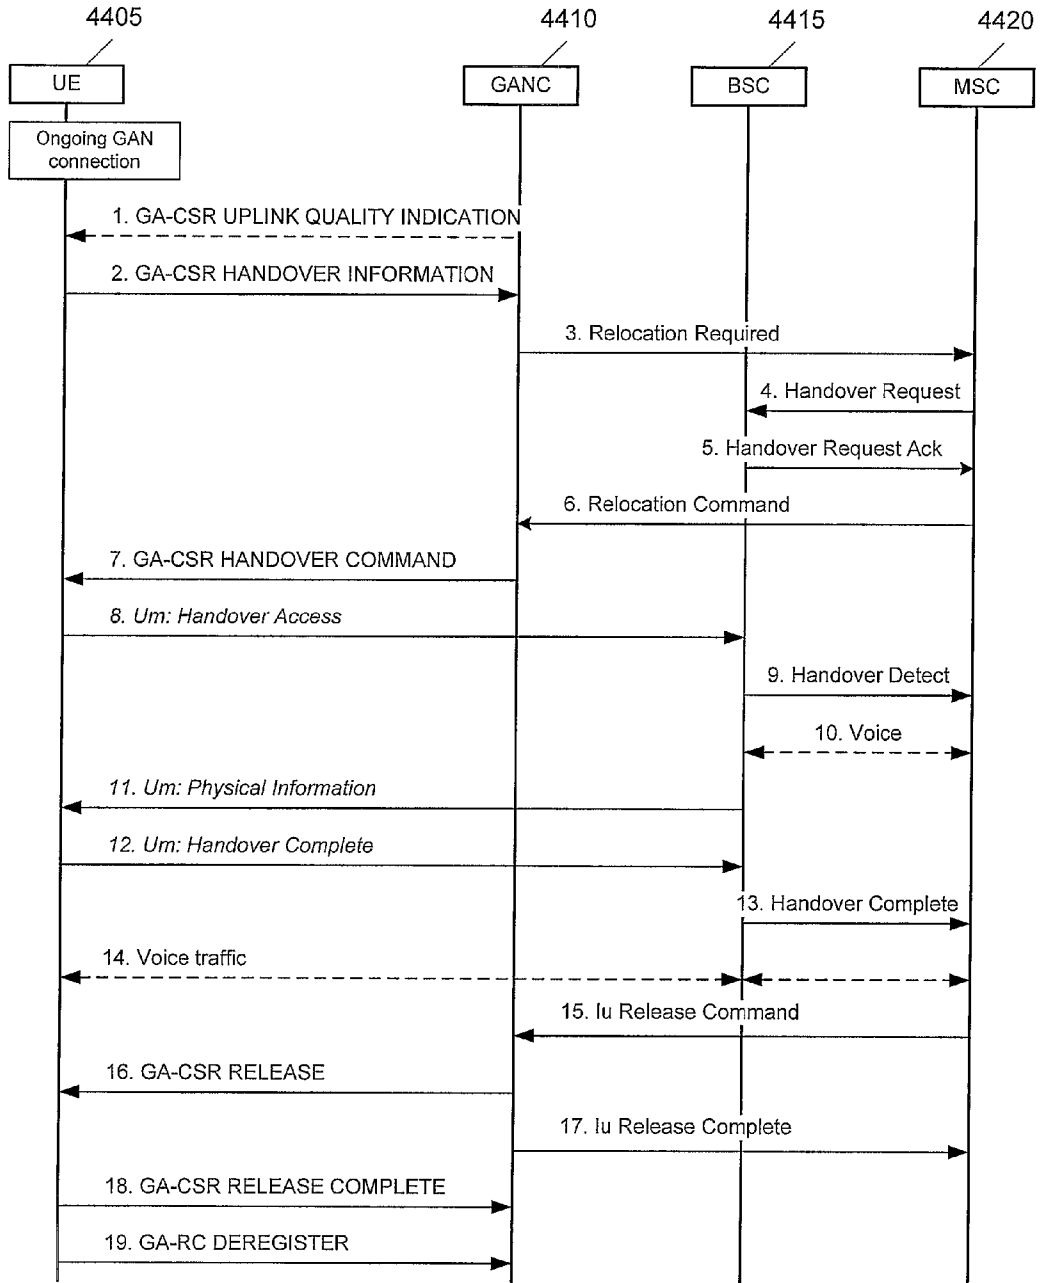 4405
4410
4415
4420
UE
GANC
BSC
MSC
Ongoing GAN
connection
1. GA-CSR UPLINK QUALITY INDICATION
2. GA-CSR HANDOVER INFORMATION
3. Relocation Required
4. Handover Request
5. Handover Request Ack
6. Relocation Command
7. GA-CSR HANDOVER COMMAND
8. Um: Handover Access
9. Handover Detect
10. Voice
11. Um: Physical Information
12. Um: Handover Complete
13. Handover Complete
14. Voice traffic
15. Iu Release Command
16. GA-CSR RELEASE
17. Iu Release Complete
18. GA-CSR RELEASE COMPLETE
19. GA-RC DEREGISTER